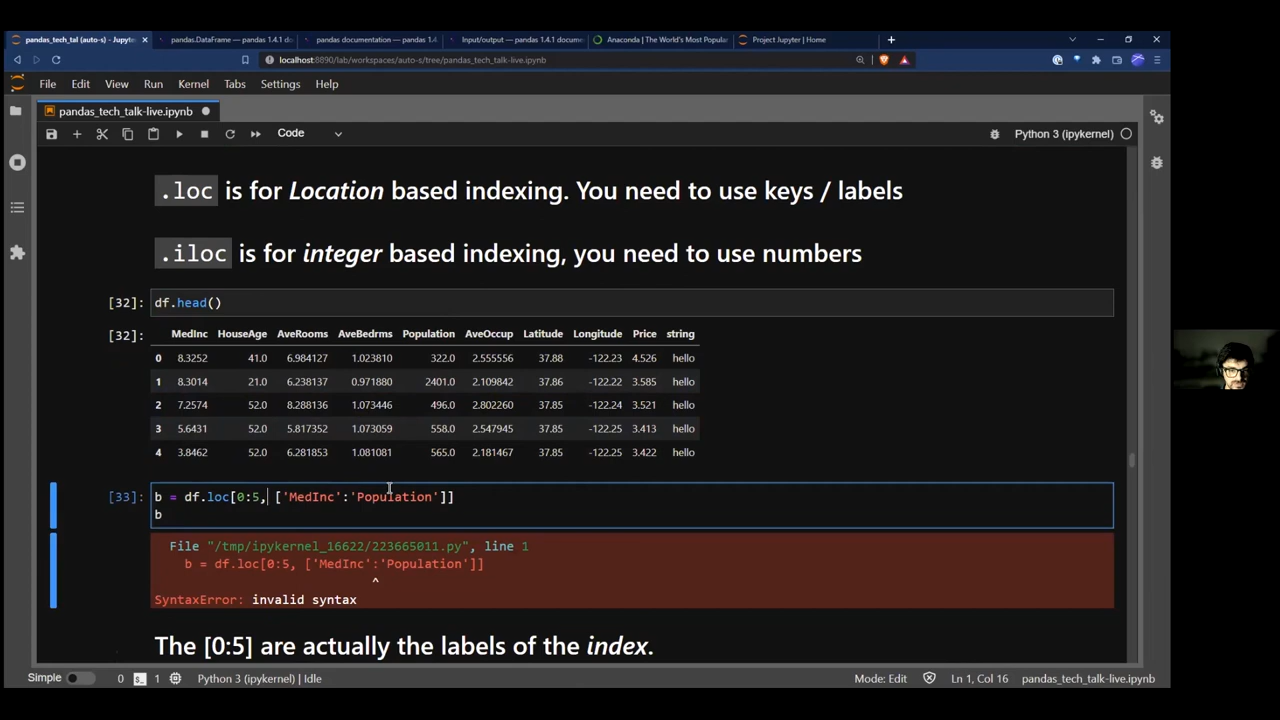 pandas_tech_tal (auto-s) - Jupyte
pandas.DataFrame — pandas 1.4.1 do
pandas documentation — pandas 1.4.
Input/output — pandas 1.4.1 docume
Anaconda | The World's Most Popular
Project Jupyter | Home
localhost:8890/lab/workspaces/auto-s/tree/pandas_tech_talk-live.ipynb
File Edit View Run Kernel Tabs Settings Help
pandas_tech_talk-live.ipynb
Code
Python 3 (ipykernel)
.loc is for Location based indexing. You need to use keys / labels
.iloc is for integer based indexing, you need to use numbers
[32]: df.head()
[32]: MedInc HouseAge AveRooms AveBedrms Population AveOccup Latitude Longitude Price string
0 8.3252 41.0 6.984127 1.023810 322.0 2.555556 37.88 -122.23 4.526 hello
1 8.3014 21.0 6.238137 0.971880 2401.0 2.109842 37.86 -122.22 3.585 hello
2 7.2574 52.0 8.288136 1.073446 496.0 2.802260 37.85 -122.24 3.521 hello
3 5.6431 52.0 5.817352 1.073059 558.0 2.547945 37.85 -122.25 3.413 hello
4 3.8462 52.0 6.281853 1.081081 565.0 2.181467 37.85 -122.25 3.422 hello
[33]: b = df.loc[0:5, ['MedInc':'Population']]
b
File "/tmp/ipykernel_16622/223665011.py", line 1
b = df.loc[0:5, ['MedInc':'Population']]
^
SyntaxError: invalid syntax
The [0:5] are actually the labels of the index.
Simple 0 1 Python 3 (ipykernel) | Idle Mode: Edit Ln 1, Col 16 pandas_tech_talk-live.ipynb